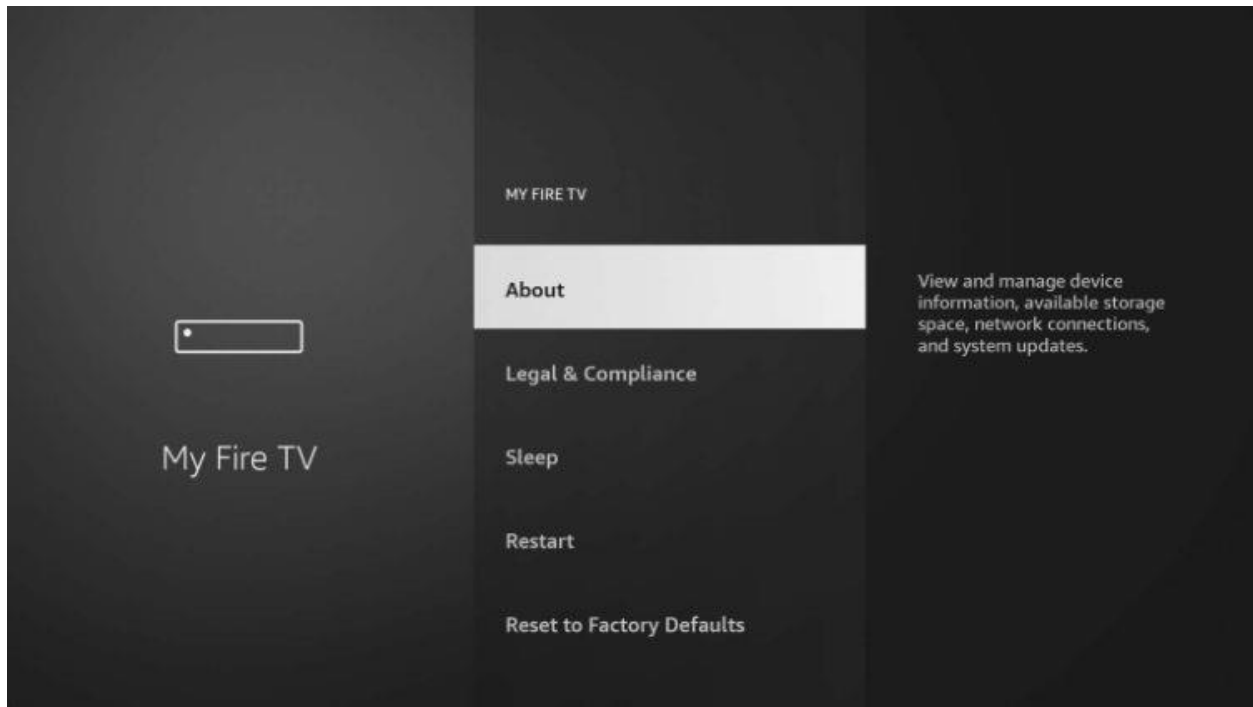 MY FIRE TV
About
Legal & Compliance
Sleep
Restart
Reset to Factory Defaults
My Fire TV
View and manage device
information, available storage
space, network connections,
and system updates.